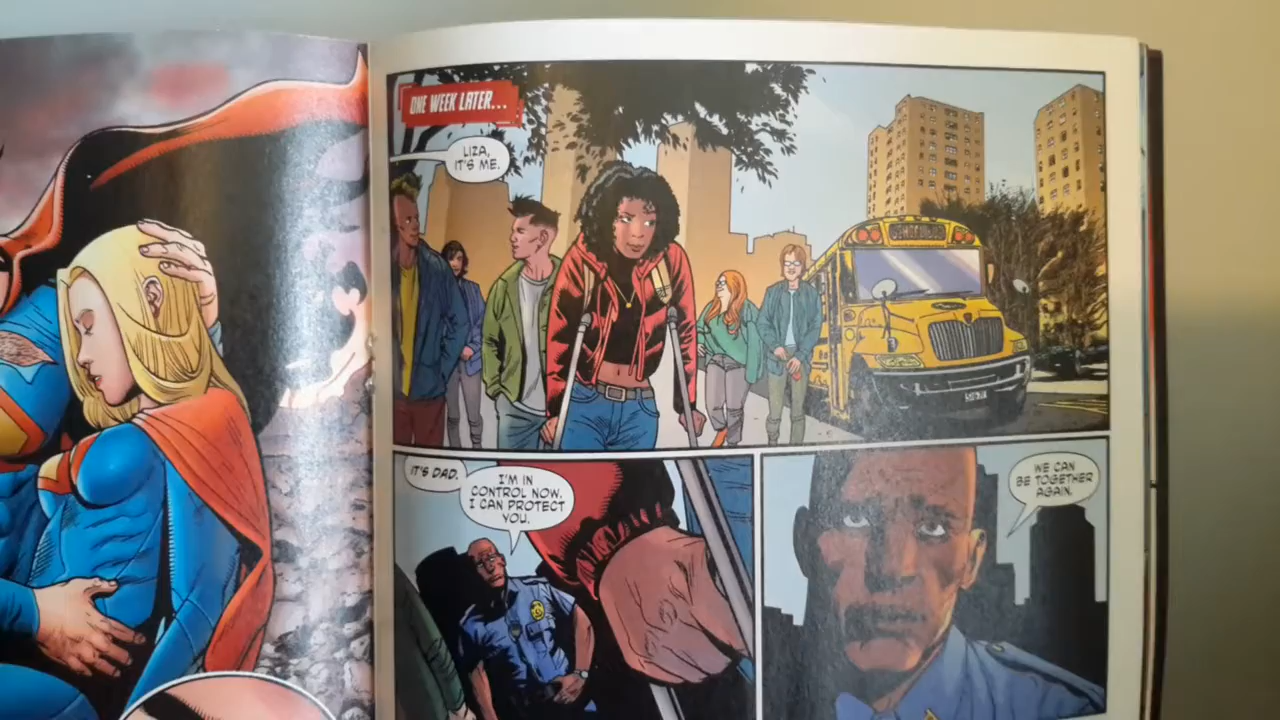 ONE WEEK LATER...
LIZA,
IT'S ME.
IT'S DAD.
I'M IN
CONTROL NOW.
I CAN PROTECT
YOU.
WE CAN
BE TOGETHER
AGAIN.